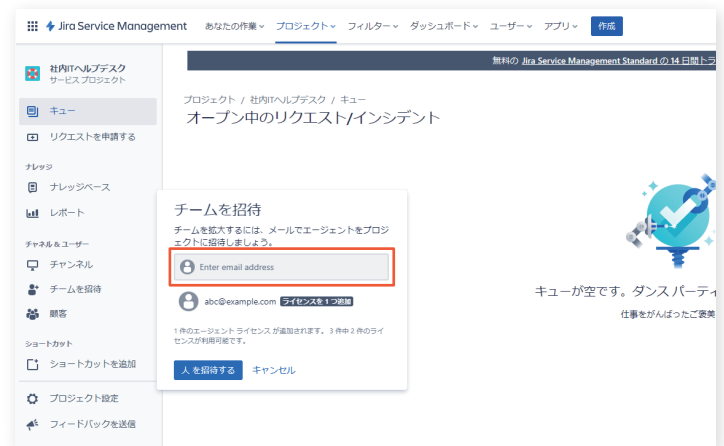 Jira Service Management あなたの作業 プロジェクト フィルター ダッシュボード ユーザー アプリ 作成
無料の Jira Service Management Standard の 14 日間トラ
社内ITヘルプデスク
サービス プロジェクト
キュー
リクエストを申請する
ナレッジ
ナレッジベース
レポート
チャネル & ユーザー
チャンネル
チームを招待
顧客
ショートカット
ショートカットを追加
プロジェクト設定
フィードバックを送信
プロジェクト / 社内ITヘルプデスク / キュー
オープン中のリクエスト/インシデント
チームを招待
チームを拡大するには、メールでエージェントをプロジ
ェクトに招待しましょう。
Enter email address
abc@example.com ライセンスを 1 つ追加
1 件のエージェント ライセンス が追加されます。 3 件中 2 件のライ
センスが利用可能です。
人 を招待する キャンセル
キューが空です。ダンス パーティ
仕事をがんばったご褒美